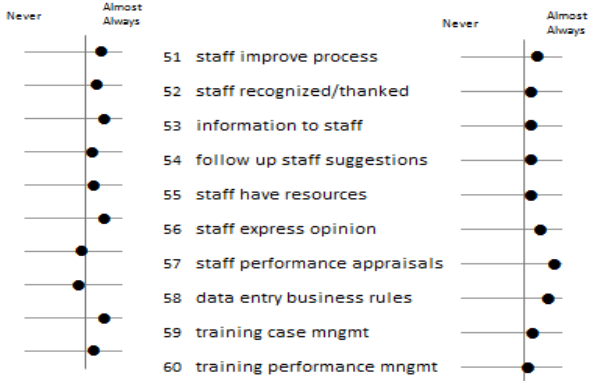 Never
Almost
Always
Never
Almost
Always
51 staff improve process
52 staff recognized/thanked
53 information to staff
54 follow up staff suggestions
55 staff have resources
56 staff express opinion
57 staff performance appraisals
58 data entry business rules
59 training case mngmt
60 training performance mngmt